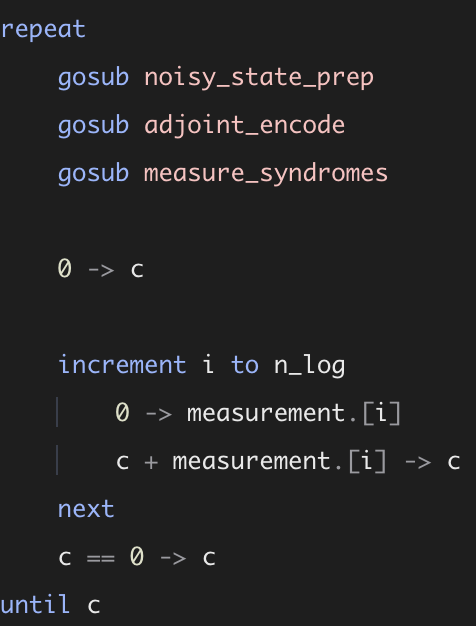 repeat
gosub noisy_state_prep
gosub adjoint_encode
gosub measure_syndromes
0 -> c
increment i to n_log
0 -> measurement.[i]
c + measurement.[i] -> c
next
c == 0 -> c
until c